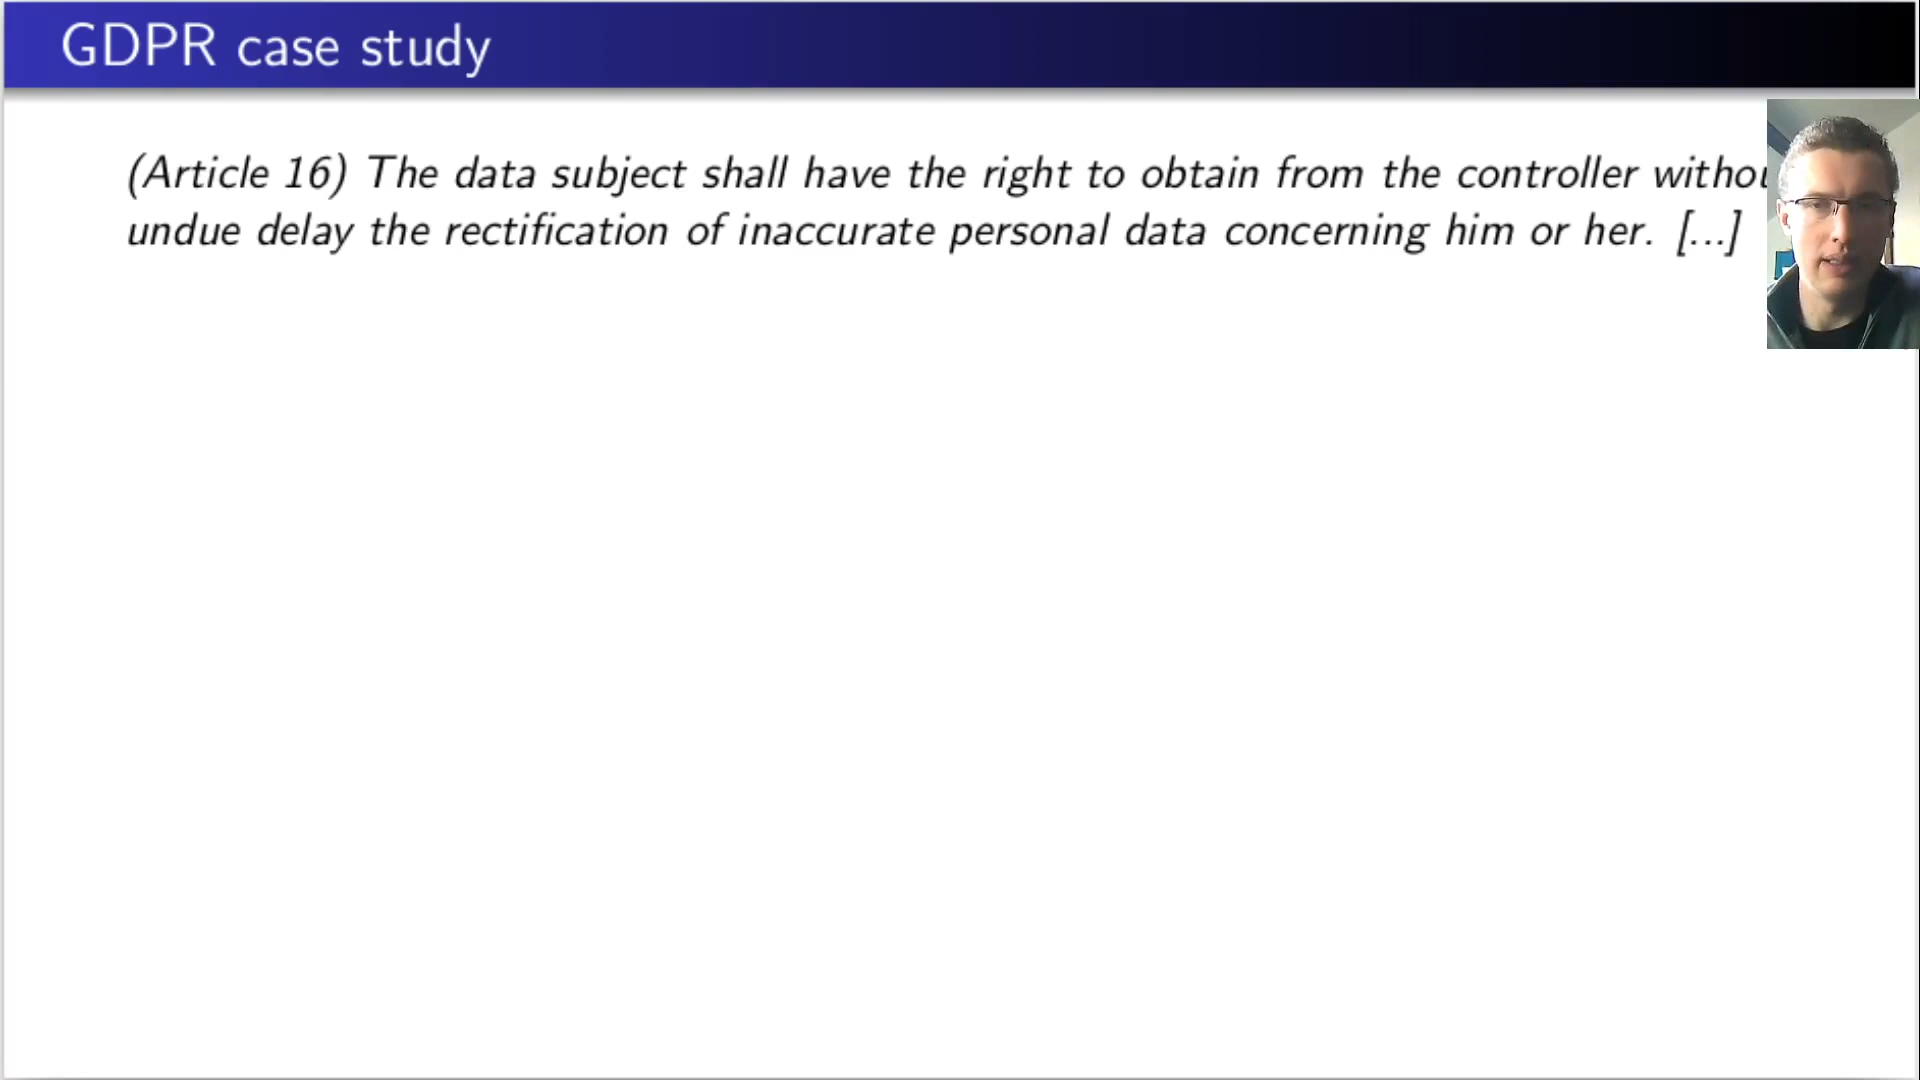 GDPR case study
(Article 16) The data subject shall have the right to obtain from the controller
undue delay the rectification of inaccurate personal data concerning him or her. [...]